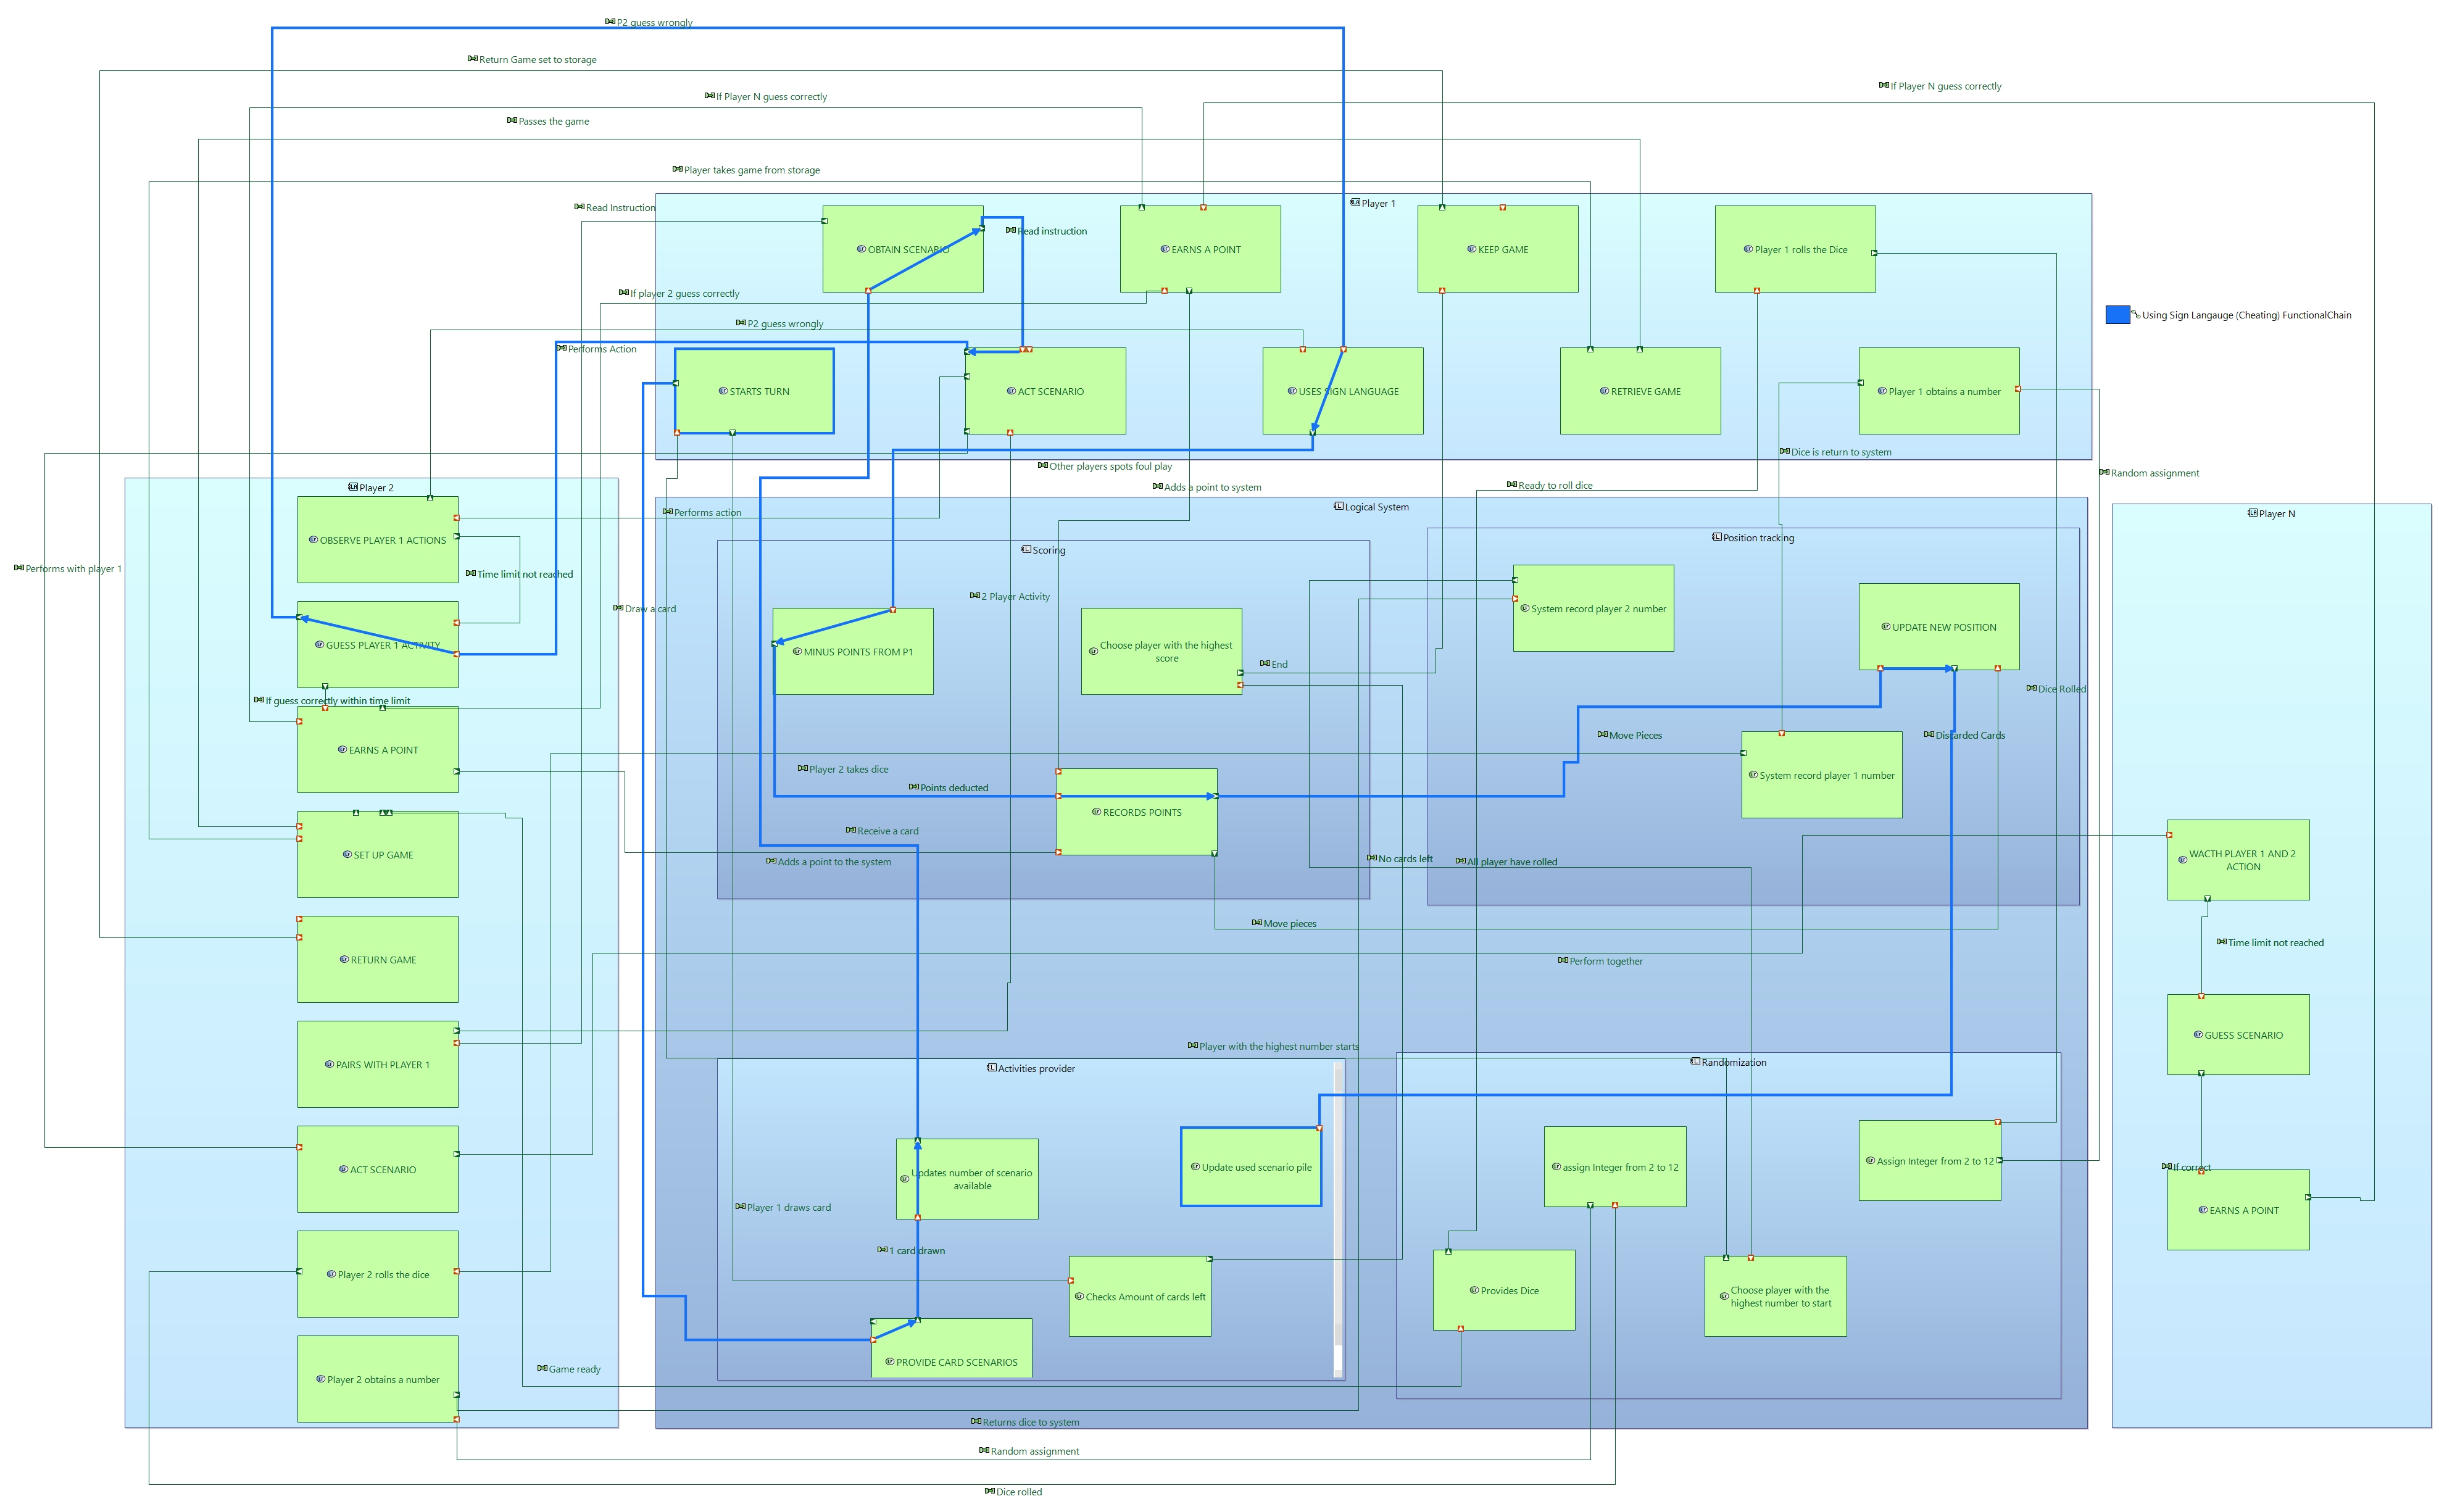 P2 guess wrongly
Return Game set to storage
If Player N guess correctly
If Player N guess correctly
Passes the game
Player takes game from storage
Read Instruction
Player 1
Read instruction
OBTAIN SCENARIO
EARNS A POINT
KEEP GAME
Player 1 rolls the Dice
If player 2 guess correctly
Using Sign Langauge (Cheating) FunctionalChain
P2 guess wrongly
Performs Action
STARTS TURN
ACT SCENARIO
USES SIGN LANGUAGE
RETRIEVE GAME
Player 1 obtains a number
Dice is return to system
Other players spots foul play
Random assignment
Adds a point to system
Ready to roll dice
Player 2
Logical System
Player N
Performs action
OBSERVE PLAYER 1 ACTIONS
Scoring
Position tracking
Performs with player 1
Time limit not reached
Draw a card
2 Player Activity
System record player 2 number
UPDATE NEW POSITION
GUESS PLAYER 1 ACTIVITY
MINUS POINTS FROM P1
Choose player with the highest
score
End
Dice Rolled
If guess correctly within time limit
Move Pieces
Discarded Cards
EARNS A POINT
Player 2 takes dice
System record player 1 number
Points deducted
RECORDS POINTS
Receive a card
SET UP GAME
Adds a point to the system
No cards left
All player have rolled
WACTH PLAYER 1 AND 2
ACTION
Move pieces
Time limit not reached
RETURN GAME
Perform together
GUESS SCENARIO
Player with the highest number starts
PAIRS WITH PLAYER 1
Activities provider
Randomization
ACT SCENARIO
Updates number of scenario
available
Update used scenario pile
assign Integer from 2 to 12
Assign Integer from 2 to 12
If correct
Player 1 draws card
EARNS A POINT
1 card drawn
Player 2 rolls the dice
Checks Amount of cards left
Provides Dice
Choose player with the
highest number to start
PROVIDE CARD SCENARIOS
Game ready
Player 2 obtains a number
Returns dice to system
Random assignment
Dice rolled